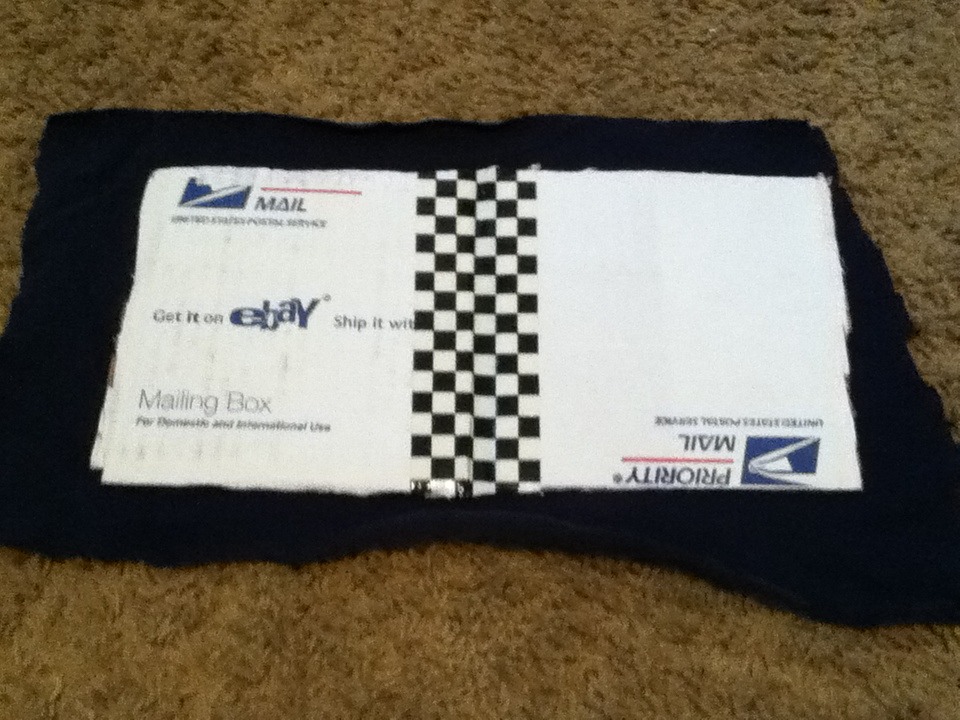 MAIL
UNITED STATES POSTAL SERVICE
Get it on ebay® Ship it wit
Mailing Box
For Domestic and International Use
UNITED STATES POSTAL SERVICE
PRIORITY®
MAIL